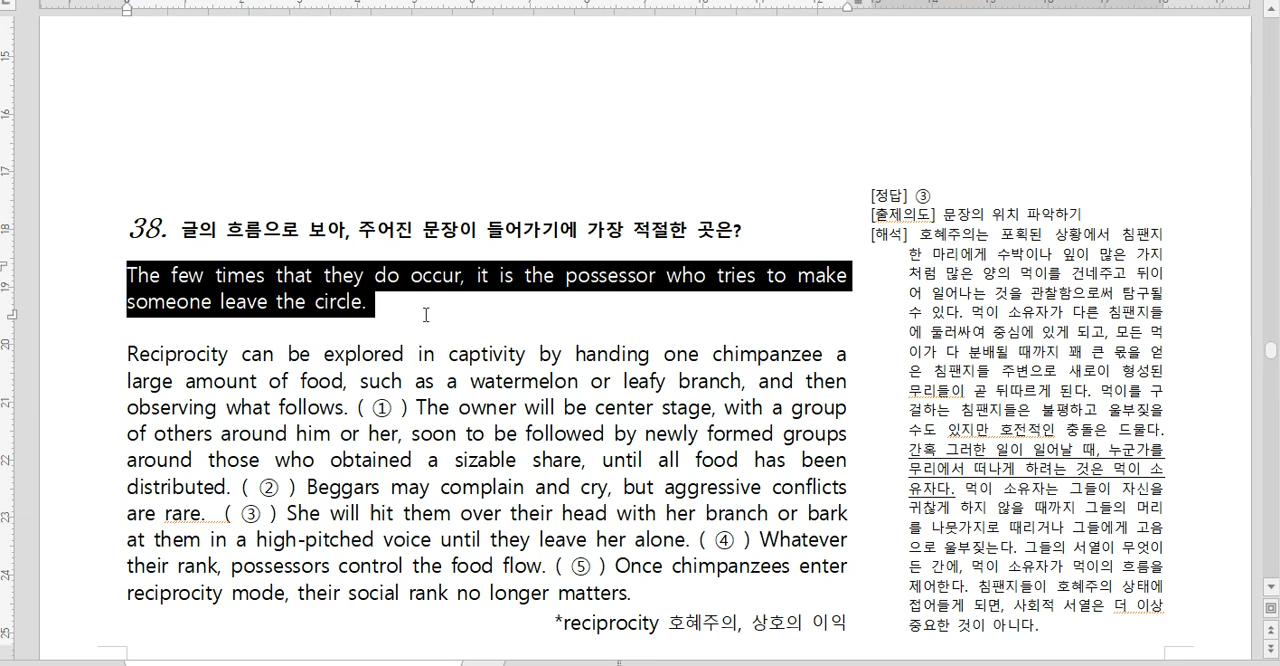 38. 글의 흐름으로 보아, 주어진 문장이 들어가기에 가장 적절한 곳은?
The few times that they do occur, it is the possessor who tries to make
someone leave the circle.
Reciprocity can be explored in captivity by handing one chimpanzee a
large amount of food, such as a watermelon or leafy branch, and then
observing what follows. ( ① ) The owner will be center stage, with a group
of others around him or her, soon to be followed by newly formed groups
around those who obtained a sizable share, until all food has been
distributed. ( ② ) Beggars may complain and cry, but aggressive conflicts
are rare. ( ③ ) She will hit them over their head with her branch or bark
at them in a high-pitched voice until they leave her alone. ( ④ ) Whatever
their rank, possessors control the food flow. ( ⑤ ) Once chimpanzees enter
reciprocity mode, their social rank no longer matters.
*reciprocity 호혜주의, 상호의 이익
[정답] ③
[출제의도] 문장의 위치 파악하기
[해석] 호혜주의는 포획된 상황에서 침팬지
한 마리에게 수박이나 잎이 많은 가지
처럼 많은 양의 먹이를 건네주고 뒤이
어 일어나는 것을 관찰함으로써 탐구될
수 있다. 먹이 소유자가 다른 침팬지들
에 둘러싸여 중심에 있게 되고, 모든 먹
이가 다 분배될 때까지 꽤 큰 몫을 얻
은 침팬지들 주변으로 새로이 형성된
무리들이 곧 뒤따르게 된다. 먹이를 구
걸하는 침팬지들은 불평하고 울부짖을
수도 있지만 호전적인 충돌은 드물다.
간혹 그러한 일이 일어날 때, 누군가를
무리에서 떠나게 하려는 것은 먹이 소
유자다. 먹이 소유자는 그들이 자신을
귀찮게 하지 않을 때까지 그들의 머리
를 나뭇가지로 때리거나 그들에게 고음
으로 울부짖는다. 그들의 서열이 무엇이
든 간에, 먹이 소유자가 먹이의 흐름을
제어한다. 침팬지들이 호혜주의 상태에
접어들게 되면, 사회적 서열은 더 이상
중요한 것이 아니다.